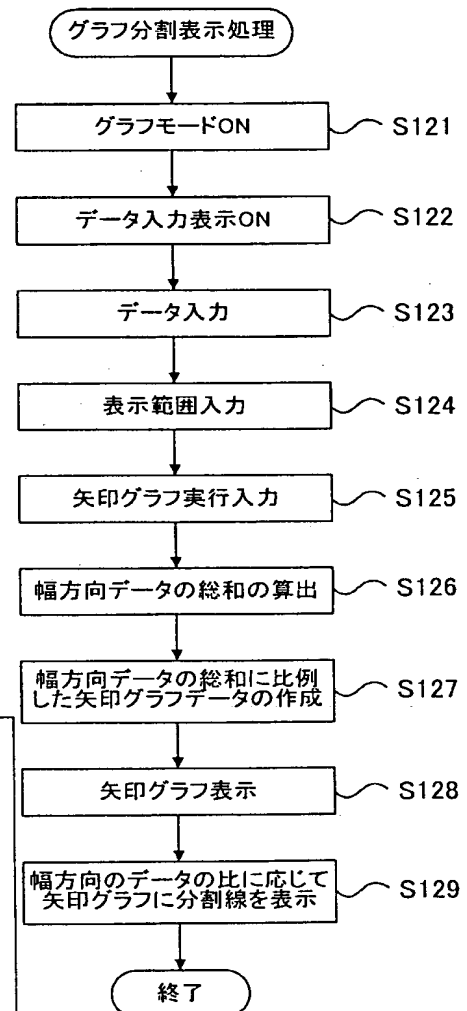 グラフ分割表示処理
グラフモードON
S121
データ入力表示ON
S122
データ入力
S123
表示範囲入力
S124
矢印グラフ実行入力
S125
幅方向データの総和の算出
S126
幅方向データの総和に比例
した矢印グラフデータの作成
S127
矢印グラフ表示
S128
幅方向のデータの比に応じて
矢印グラフに分割線を表示
S129
終了